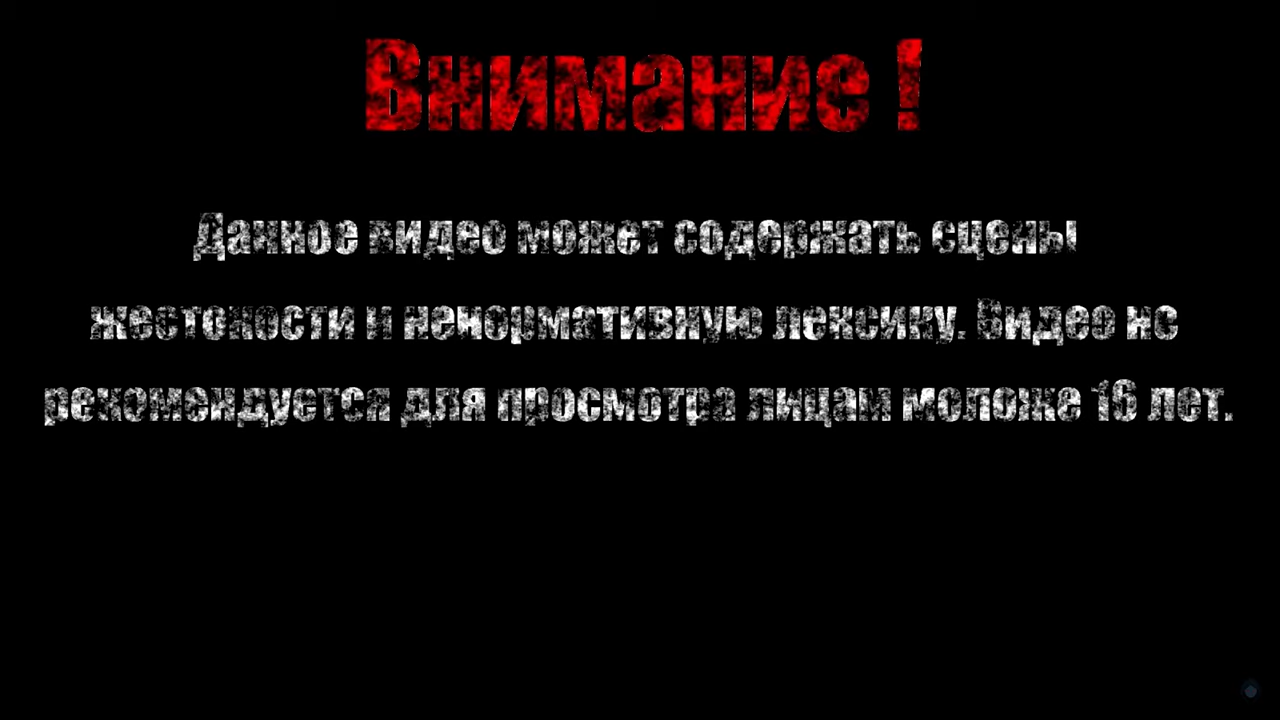 Внимание !
Данное видео может содержать сцены
жестокости и ненормативную лексику. Видео не
рекомендуется для просмотра лицам моложе 16 лет.